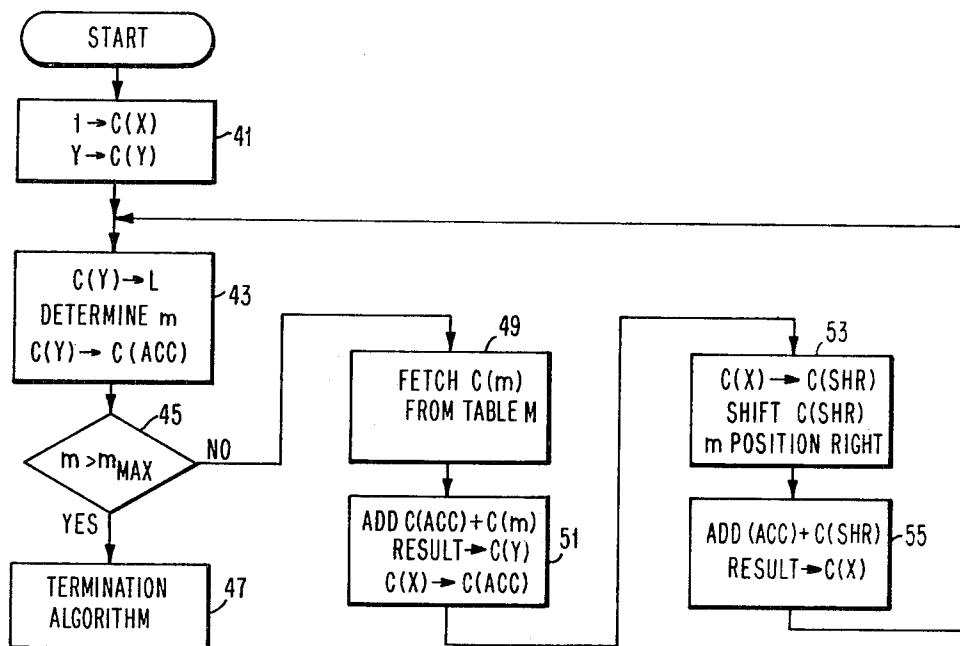 START
1→C(X)
Y→C(Y)
41
C(Y)→L
DETERMINE m
C(Y)→ C(ACC)
43
45
m>mMAX
NO
YES
TERMINATION
ALGORITHM
47
49
FETCH C(m)
FROM TABLE M
ADD C(ACC)+C(m)
RESULT→C(Y)
C(X)→C(ACC)
51
53
C(X)→ C(SHR)
SHIFT C(SHR)
m POSITION RIGHT
ADD (ACC)+C(SHR)
RESULT→C(X)
55